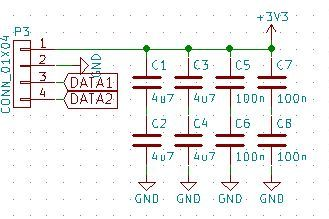 +3V3
P3
CONN_01X04
1
2
3
4
GND
DATA1
DATA2
C1
4u7
C3
4u7
C5
100n
C7
100n
C2
4u7
C4
4u7
C6
100n
C8
100n
GND
GND
GND
GND